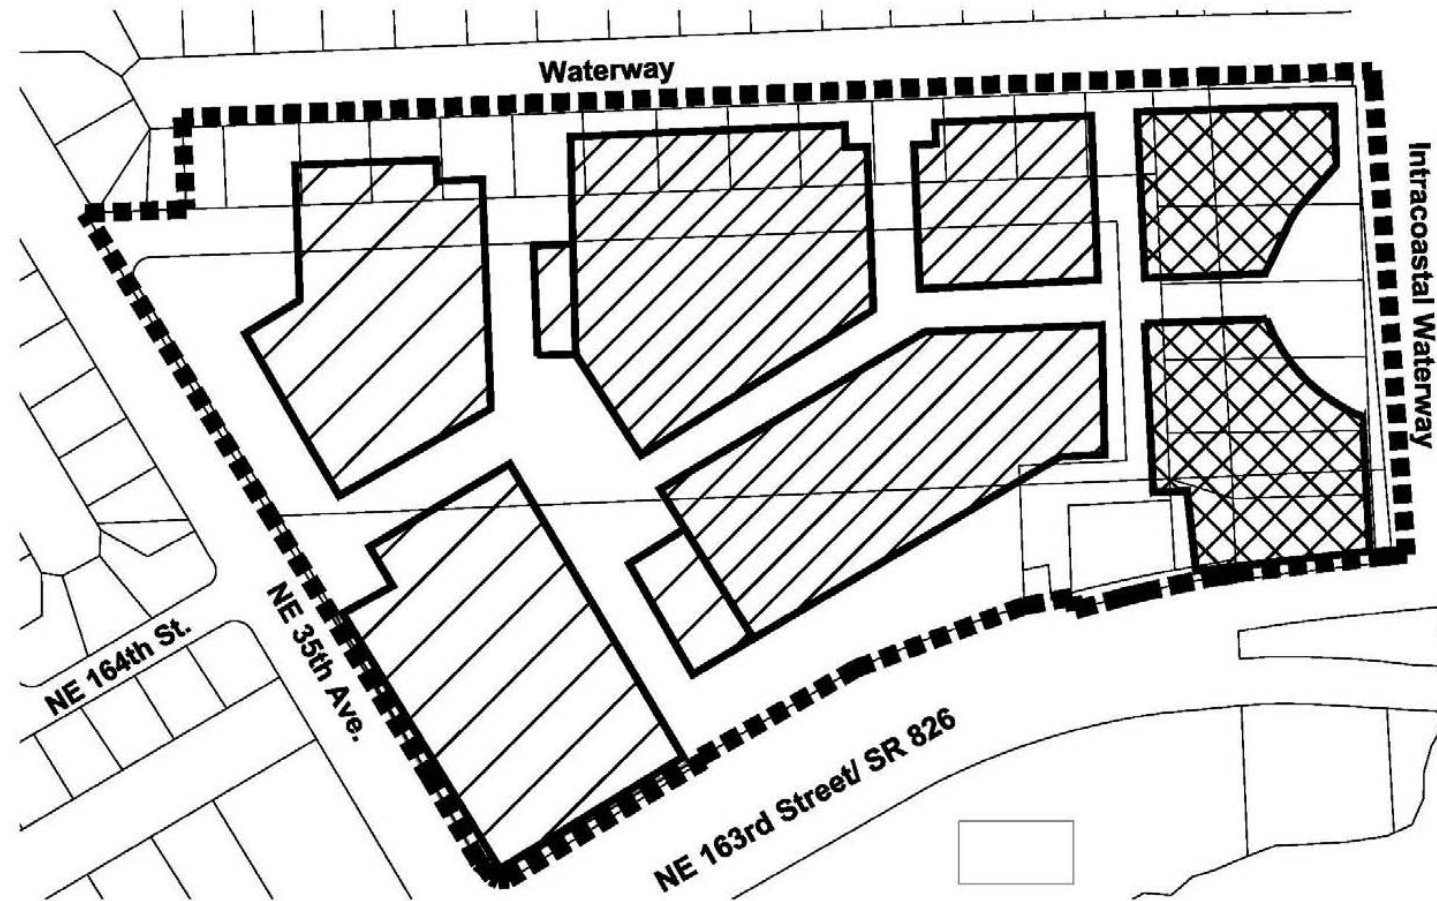 Waterway
Intracoastal Waterway
NE 164th St.
NE 35th Ave.
NE 163rd Street/ SR 826